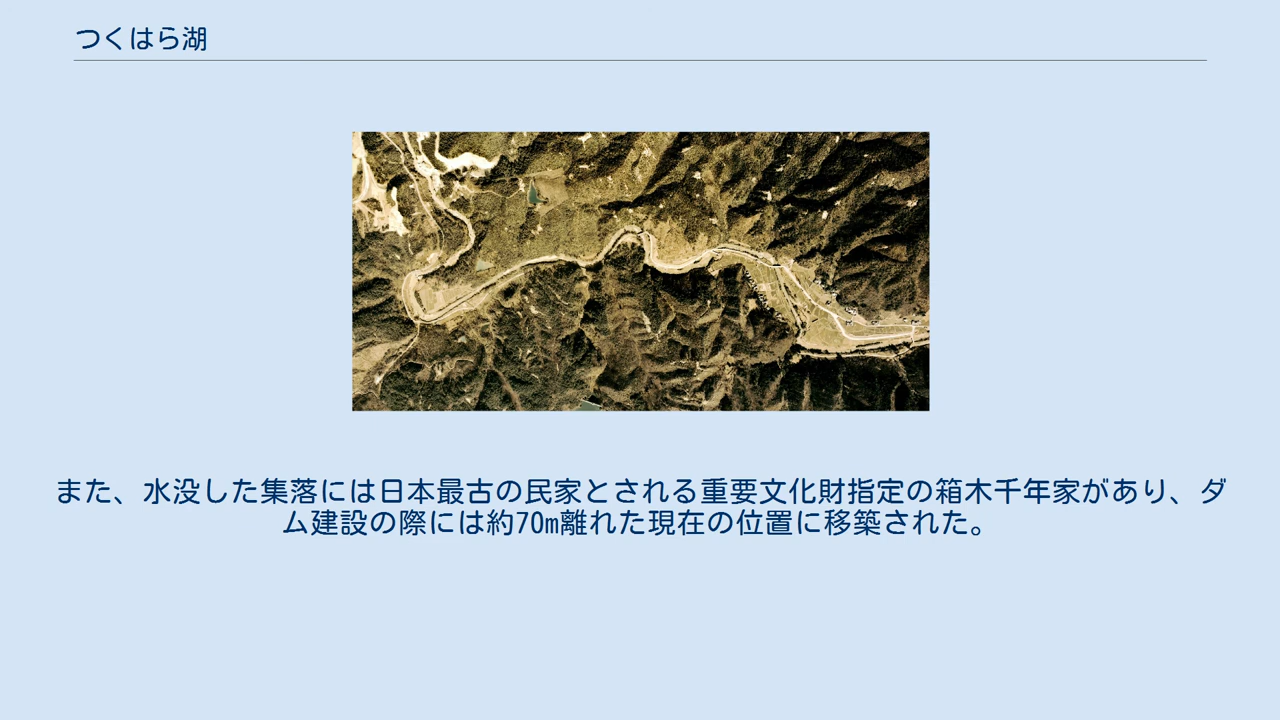 つくはら湖
また、水没した集落には日本最古の民家とされる重要文化財指定の箱木千年家があり、ダ
ム建設の際には約70m離れた現在の位置に移築された。